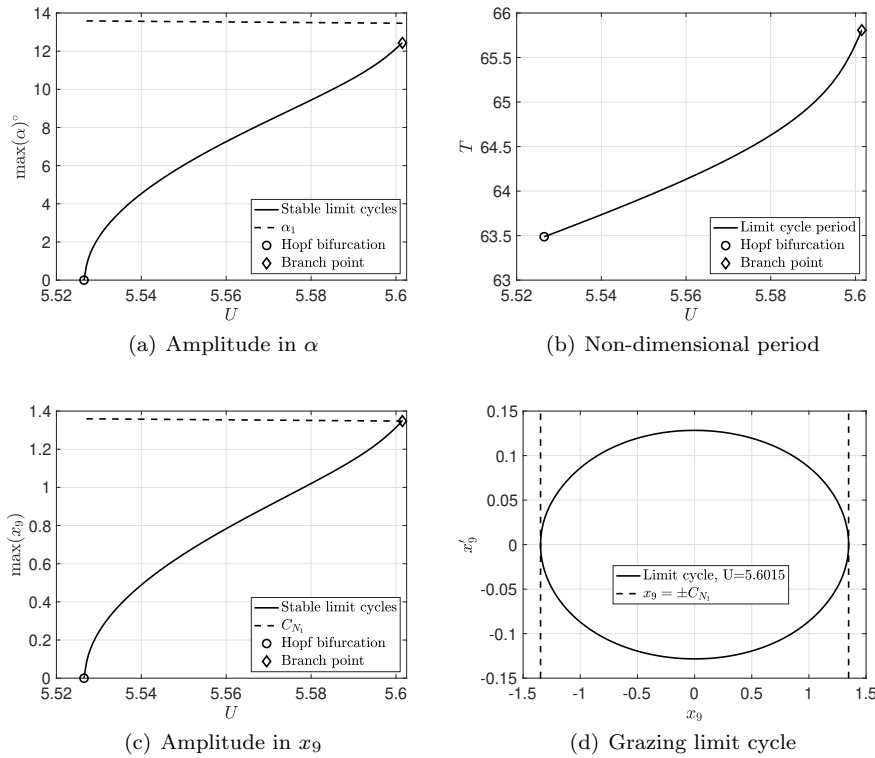 14
12
10
8
6
4
2
0
5.52
5.54
5.56
5.58
5.6
max(α)°
U
Stable limit cycles
α₁
Hopf bifurcation
Branch point
(a) Amplitude in α
66
65.5
65
64.5
64
63.5
63
5.52
5.54
5.56
5.58
5.6
T
U
Limit cycle period
Hopf bifurcation
Branch point
(b) Non-dimensional period
1.4
1.2
1
0.8
0.6
0.4
0.2
0
5.52
5.54
5.56
5.58
5.6
max(x₉)
U
Stable limit cycles
C_{N₁}
Hopf bifurcation
Branch point
(c) Amplitude in x₉
0.15
0.1
0.05
0
-0.05
-0.1
-0.15
-1.5
-1
-0.5
0
0.5
1
1.5
x₉′
x₉
Limit cycle, U=5.6015
x₉ = ±C_{N₁}
(d) Grazing limit cycle